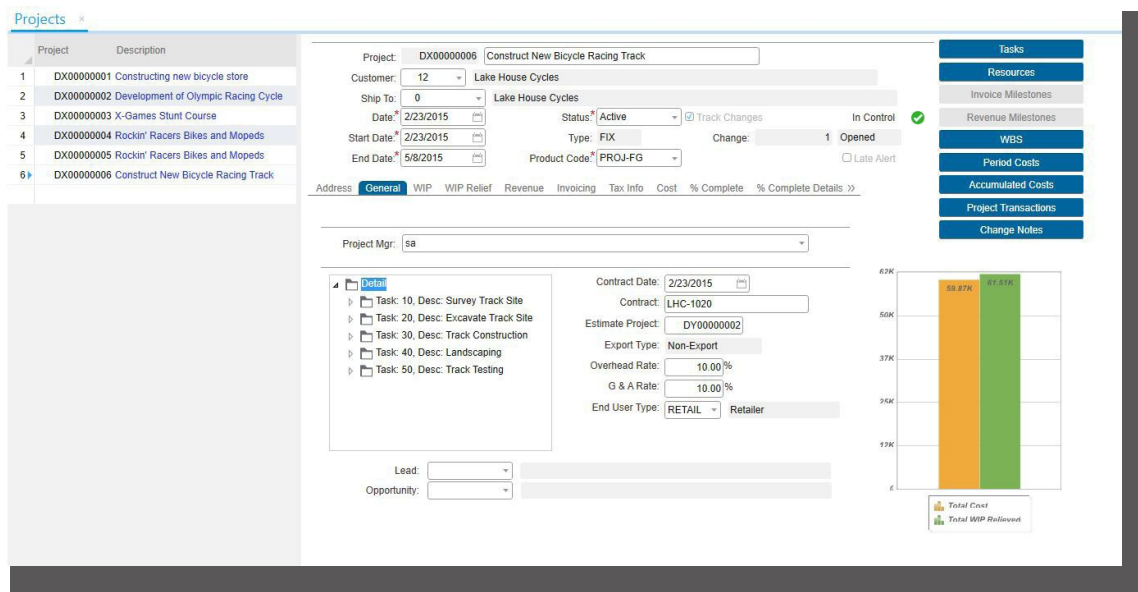 Projects ×
Project Description
1 DX00000001 Constructing new bicycle store
2 DX00000002 Development of Olympic Racing Cycle
3 DX00000003 X-Games Stunt Course
4 DX00000004 Rockin' Racers Bikes and Mopeds
5 DX00000005 Rockin' Racers Bikes and Mopeds
6 DX00000006 Construct New Bicycle Racing Track
Project: DX00000006 Construct New Bicycle Racing Track
Customer: 12 Lake House Cycles
Ship To: 0 Lake House Cycles
Date:* 2/23/2015 Status:* Active Track Changes In Control
Start Date:* 2/23/2015 Type: FIX Change: 1 Opened
End Date:* 5/8/2015 Product Code:* PROJ-FG Late Alert
Address General WIP WIP Relief Revenue Invoicing Tax Info Cost % Complete % Complete Details »
Project Mgr: sa
Detail
Task: 10, Desc: Survey Track Site
Task: 20, Desc: Excavate Track Site
Task: 30, Desc: Track Construction
Task: 40, Desc: Landscaping
Task: 50, Desc: Track Testing
Contract Date: 2/23/2015
Contract: LHC-1020
Estimate Project: DY00000002
Export Type: Non-Export
Overhead Rate: 10.00 %
G & A Rate: 10.00 %
End User Type: RETAIL Retailer
Lead:
Opportunity:
Tasks
Resources
Invoice Milestones
Revenue Milestones
WBS
Period Costs
Accumulated Costs
Project Transactions
Change Notes
62K
59.87K 61.51K
50K
37K
25K
12K
Total Cost
Total WIP Relieved